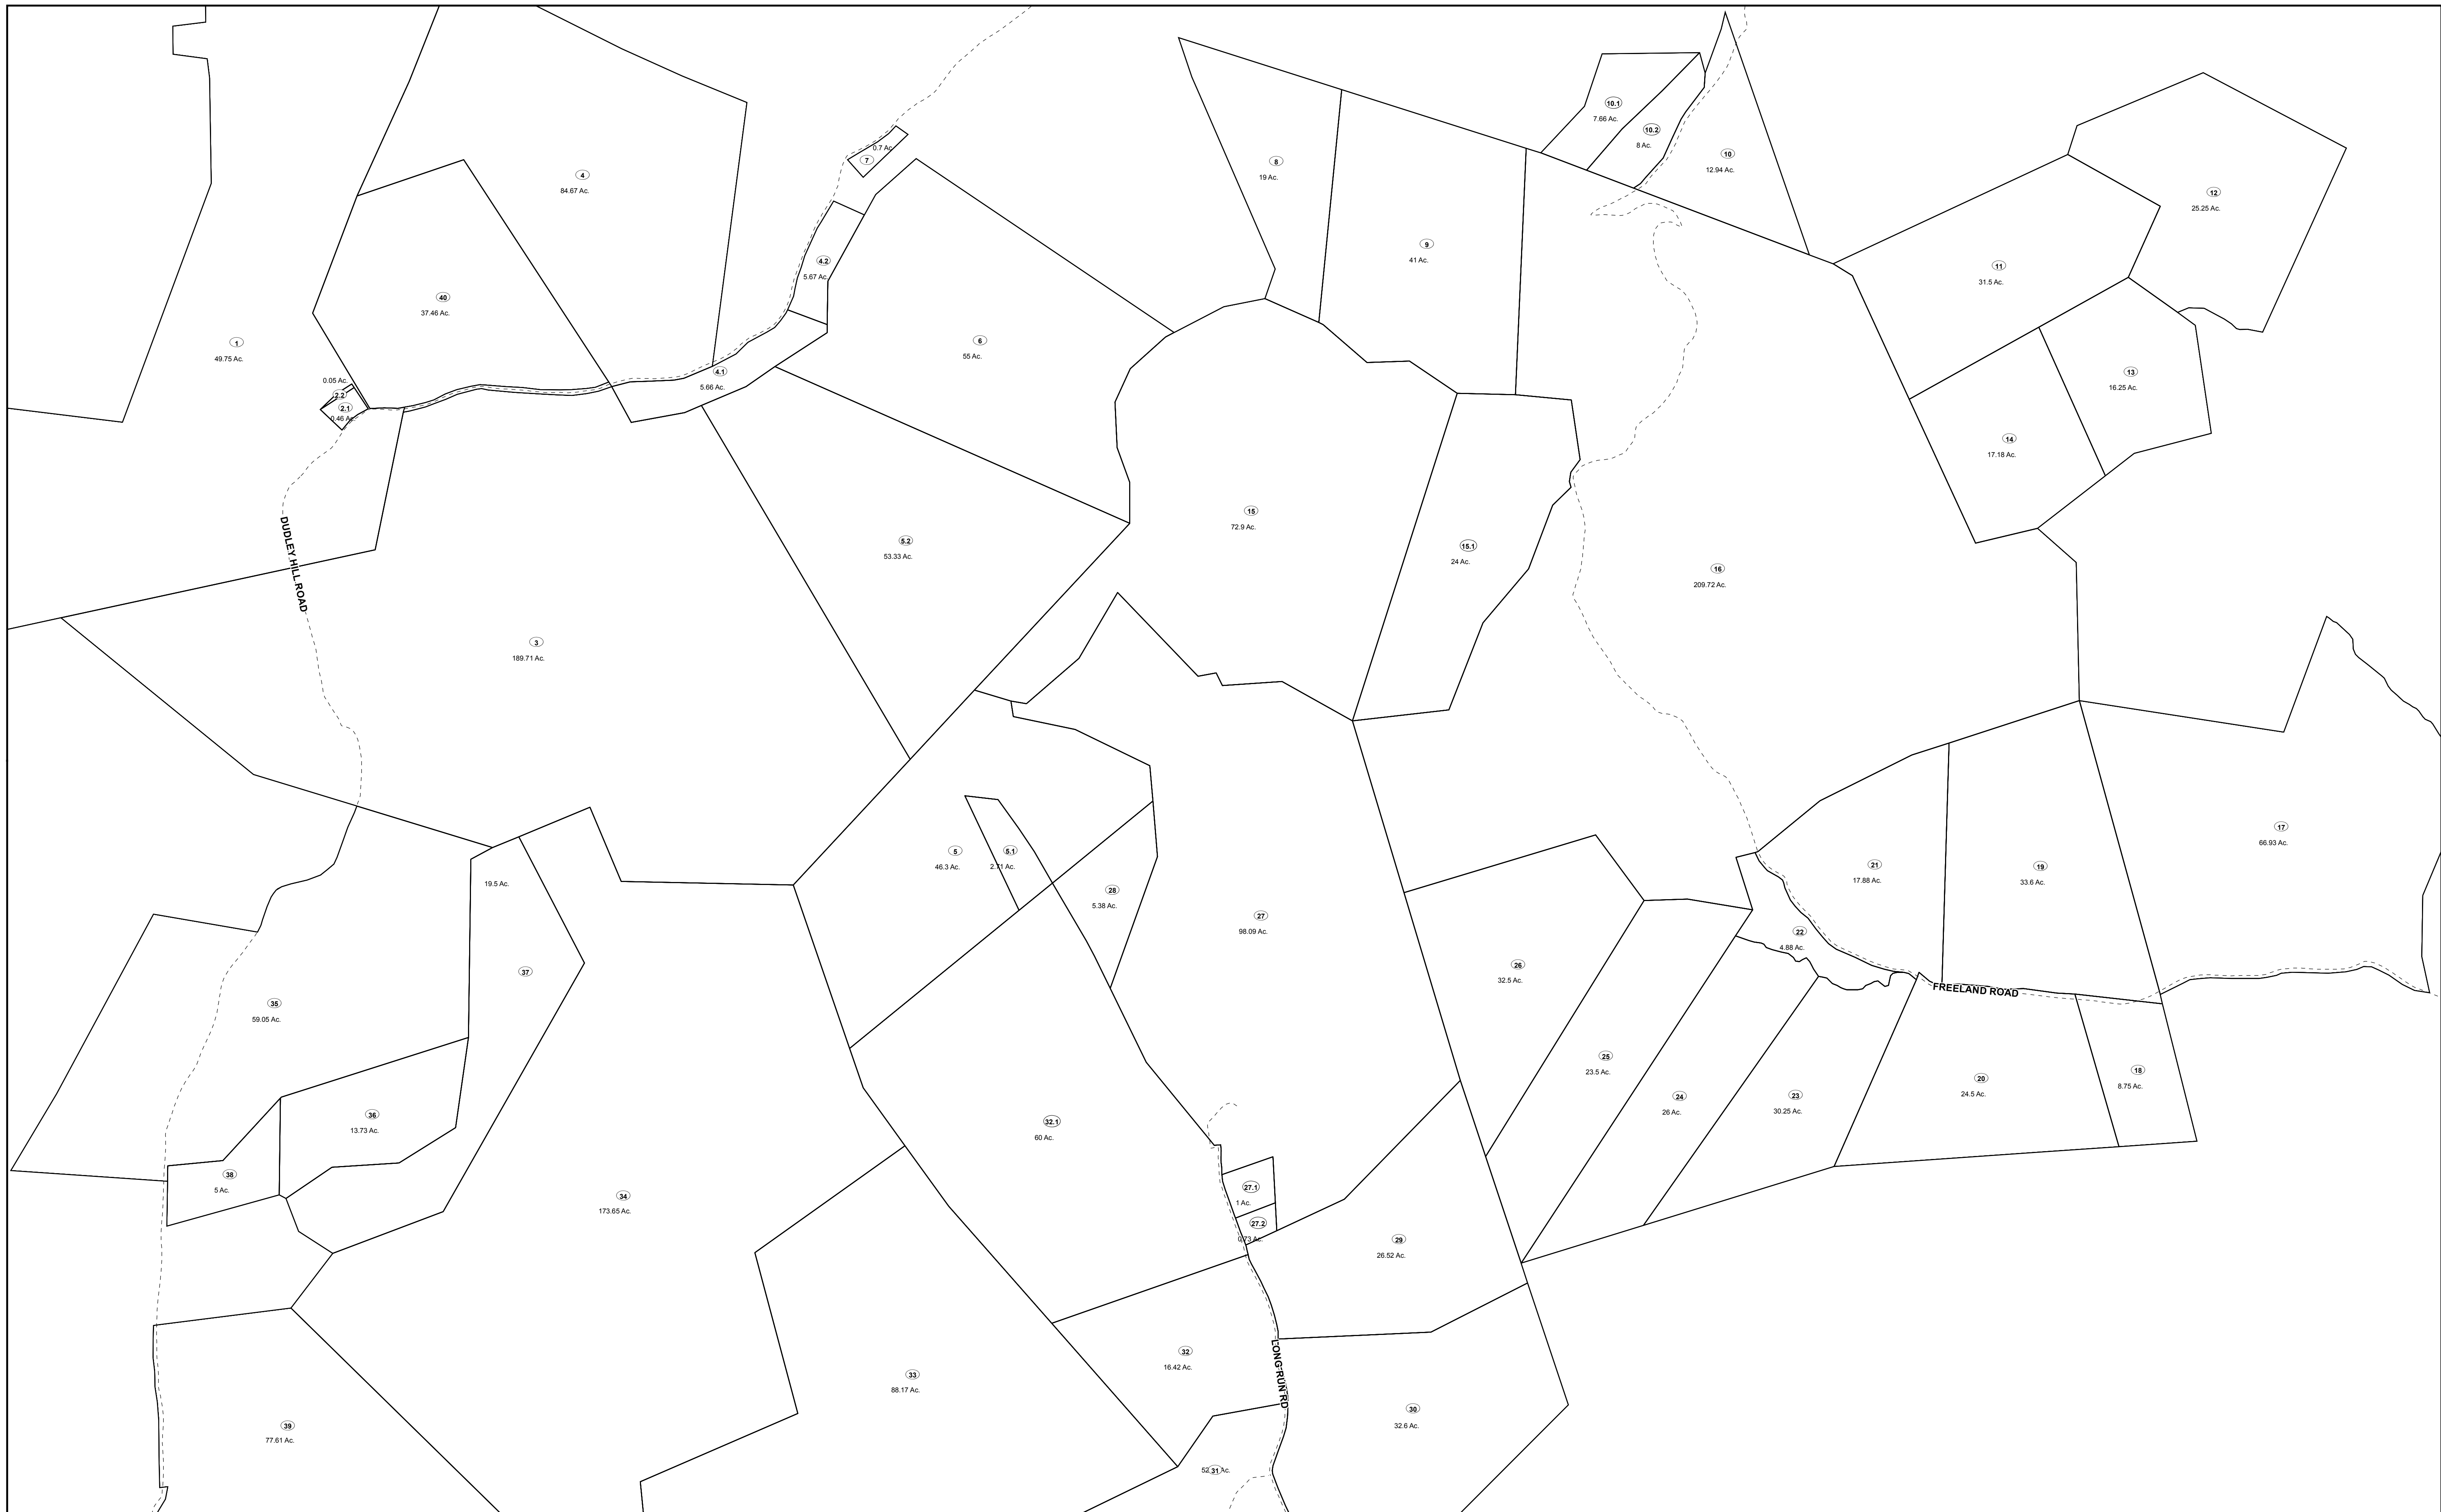 10.1
7.66 Ac.
10.2
8 Ac.
0.7 Ac.
7
10
12.94 Ac.
8
19 Ac.
4
84.67 Ac.
12
25.25 Ac.
9
41 Ac.
4.2
5.67 Ac.
11
31.5 Ac.
40
37.46 Ac.
1
49.75 Ac.
6
55 Ac.
4.1
5.66 Ac.
13
16.25 Ac.
0.05 Ac.
2.2
2.1
0.46 Ac.
14
17.18 Ac.
15
72.9 Ac.
5.2
53.33 Ac.
15.1
24 Ac.
16
209.72 Ac.
DUDLEY HILL ROAD
3
189.71 Ac.
17
66.93 Ac.
5
46.3 Ac.
5.1
2.71 Ac.
21
17.88 Ac.
19
33.6 Ac.
19.5 Ac.
37
28
5.38 Ac.
27
98.09 Ac.
22
4.88 Ac.
26
32.5 Ac.
FREELAND ROAD
35
59.05 Ac.
25
23.5 Ac.
18
8.75 Ac.
20
24.5 Ac.
24
26 Ac.
23
30.25 Ac.
36
13.73 Ac.
32.1
60 Ac.
38
5 Ac.
27.1
1 Ac.
34
173.65 Ac.
27.2
0.73 Ac.
29
26.52 Ac.
32
16.42 Ac.
LONG RUN RD
33
88.17 Ac.
30
32.6 Ac.
39
77.61 Ac.
31